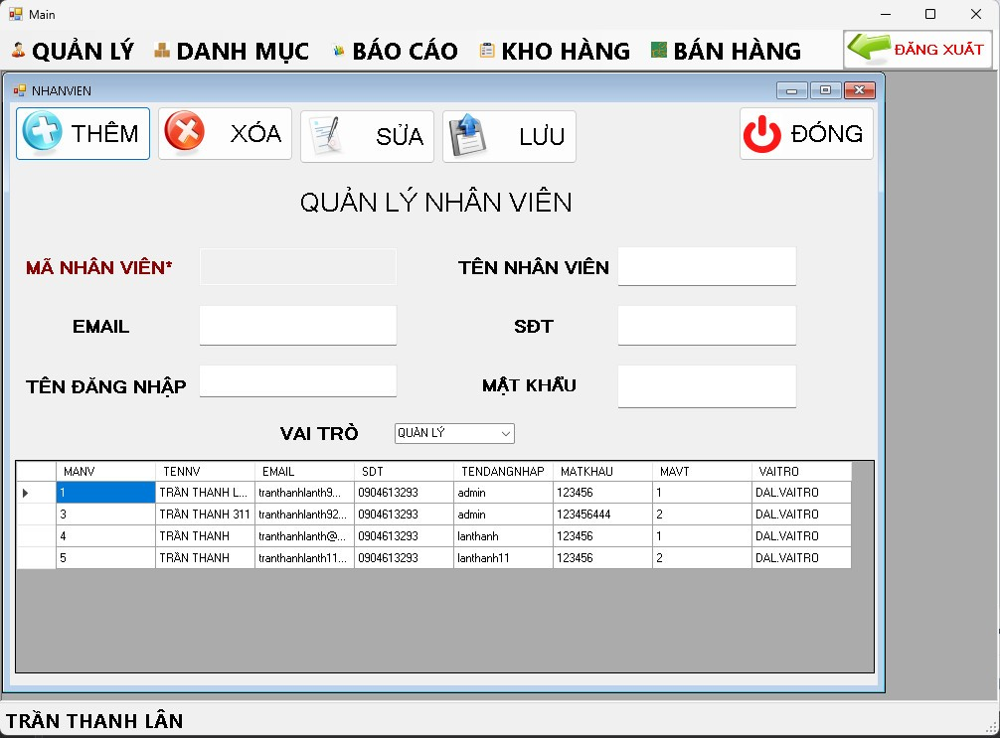 Main
QUẢN LÝ DANH MỤC BÁO CÁO KHO HÀNG BÁN HÀNG ĐĂNG XUẤT
NHANVIEN
THÊM XÓA SỬA LƯU ĐÓNG
QUẢN LÝ NHÂN VIÊN
MÃ NHÂN VIÊN* TÊN NHÂN VIÊN
EMAIL SĐT
TÊN ĐĂNG NHẬP MẬT KHẨU
VAI TRÒ QUẢN LÝ
MANV TENNV EMAIL SDT TENDANGNHAP MATKHAU MAVT VAITRO
1 TRẦN THANH L... tranthanhlanth9... 0904613293 admin 123456 1 DAL.VAITRO
3 TRẦN THANH 311 tranthanhlanth92... 0904613293 admin 123456444 2 DAL.VAITRO
4 TRẦN THANH tranthanhlanth@... 0904613293 lanthanh 123456 1 DAL.VAITRO
5 TRẦN THANH tranthanhlanth11... 0904613293 lanthanh11 123456 2 DAL.VAITRO
TRẦN THANH LÂN